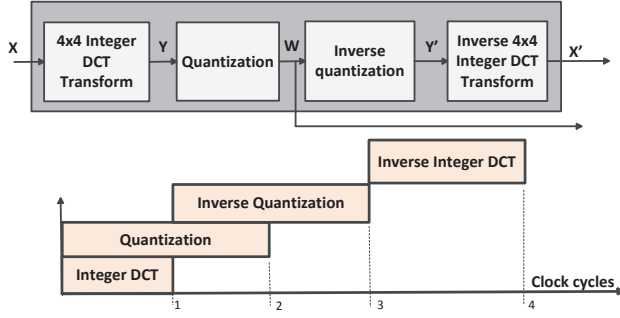 X
4x4 Integer
DCT
Transform
Y
Quantization
W
Inverse
quantization
Y'
Inverse 4x4
Integer DCT
Transform
X'
Inverse Integer DCT
Inverse Quantization
Quantization
Integer DCT
Clock cycles
1
2
3
4